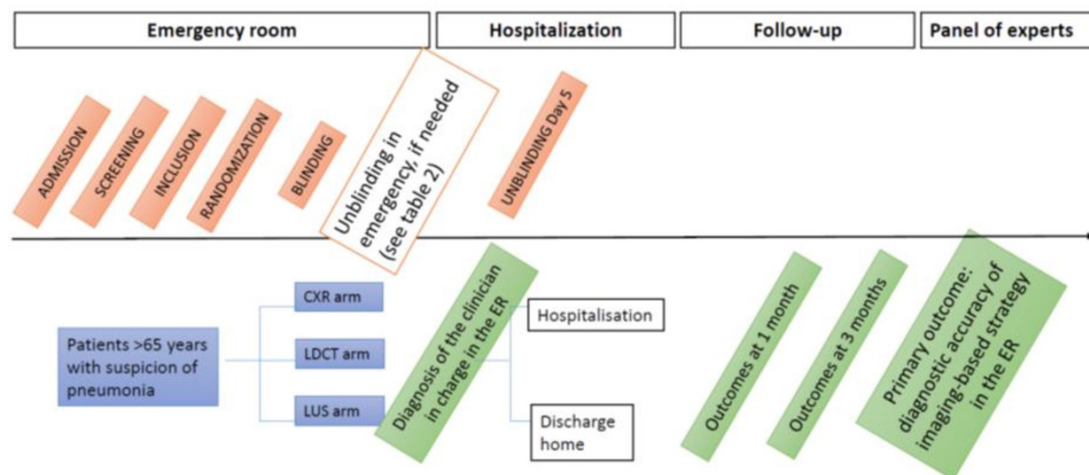 Emergency room
Hospitalization
Follow-up
Panel of experts
ADMISSION
SCREENING
INCLUSION
RANDOMIZATION
BLINDING
Unblinding in
emergency, if needed
(see table 2)
UNBLINDING Day 5
Patients >65 years
with suspicion of
pneumonia
CXR arm
LDCT arm
LUS arm
Diagnosis of the clinician
in charge in the ER
Hospitalisation
Discharge
home
Outcomes at 1 month
Outcomes at 3 months
Primary outcome:
diagnostic accuracy of
imaging-based strategy
in the ER